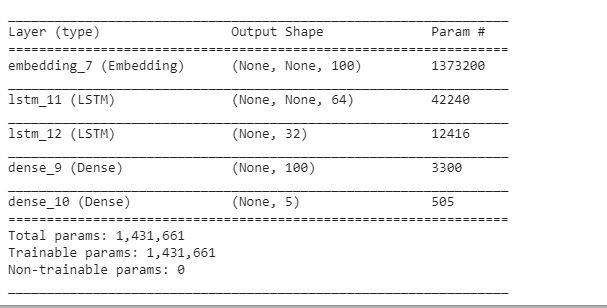 Layer (type) Output Shape Param #
embedding_7 (Embedding) (None, None, 100) 1373200
lstm_11 (LSTM) (None, None, 64) 42240
lstm_12 (LSTM) (None, 32) 12416
dense_9 (Dense) (None, 100) 3300
dense_10 (Dense) (None, 5) 505
Total params: 1,431,661
Trainable params: 1,431,661
Non-trainable params: 0